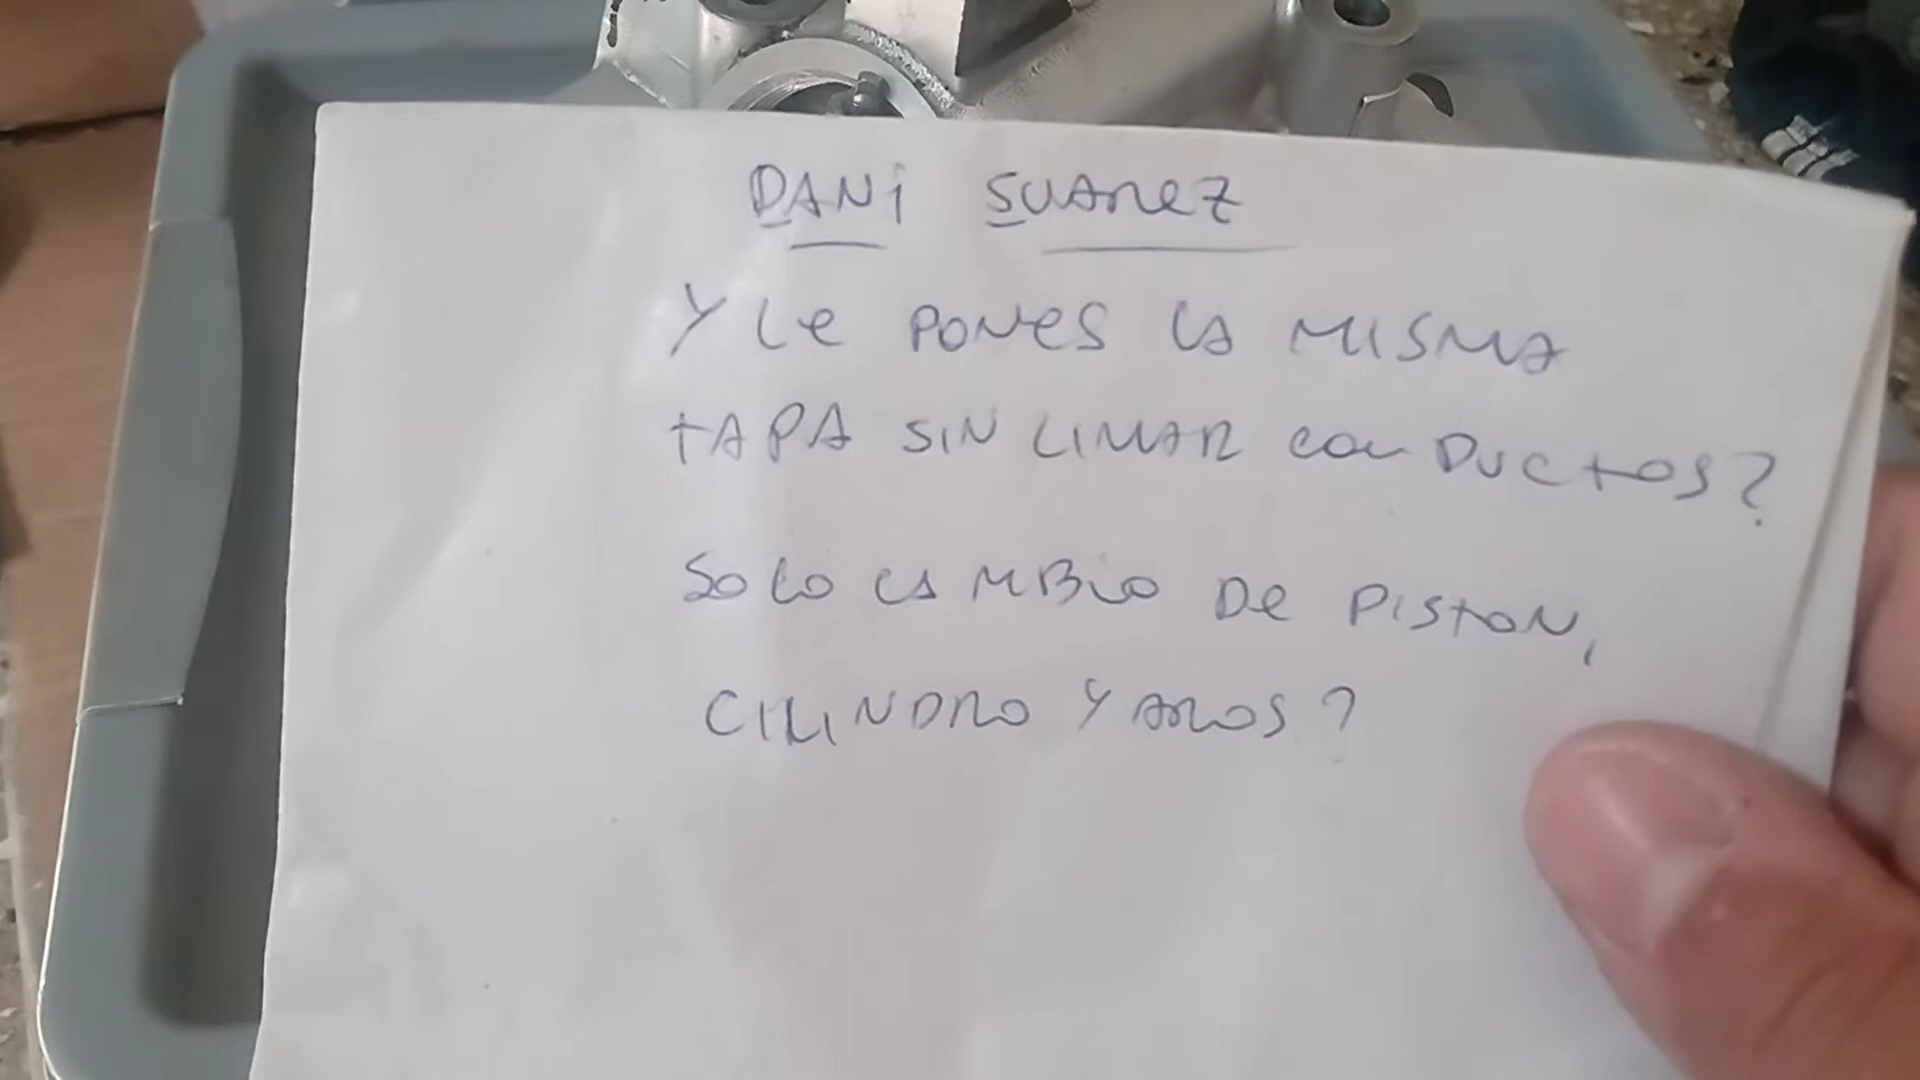 DANi SUAREZ
Y Le PONES LA MISMA
tAPA SIN LIMAR conDuctos?
Solo cAMBio De PIStoN,
CILINDRO Y AROS?